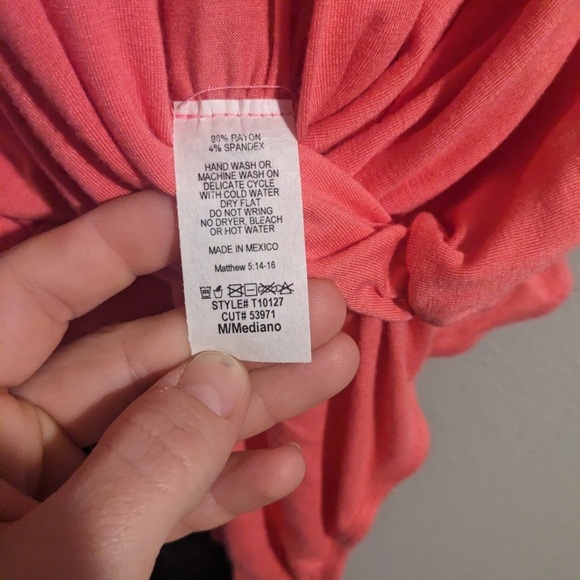 96% RAYON
4% SPANDEX
HAND WASH OR
MACHINE WASH ON
DELICATE CYCLE
WITH COLD WATER
DRY FLAT
DO NOT WRING
NO DRYER, BLEACH
OR HOT WATER
MADE IN MEXICO
Matthew 5:14-16
STYLE# T10127
CUT# 53971
M/Mediano